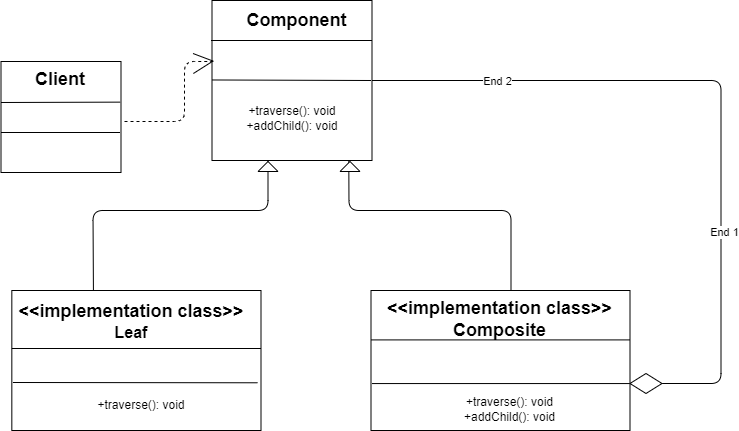 Component
Client
End 2
+traverse(): void
+addChild(): void
End 1
<<implementation class>>
Leaf
+traverse(): void
<<implementation class>>
Composite
+traverse(): void
+addChild(): void